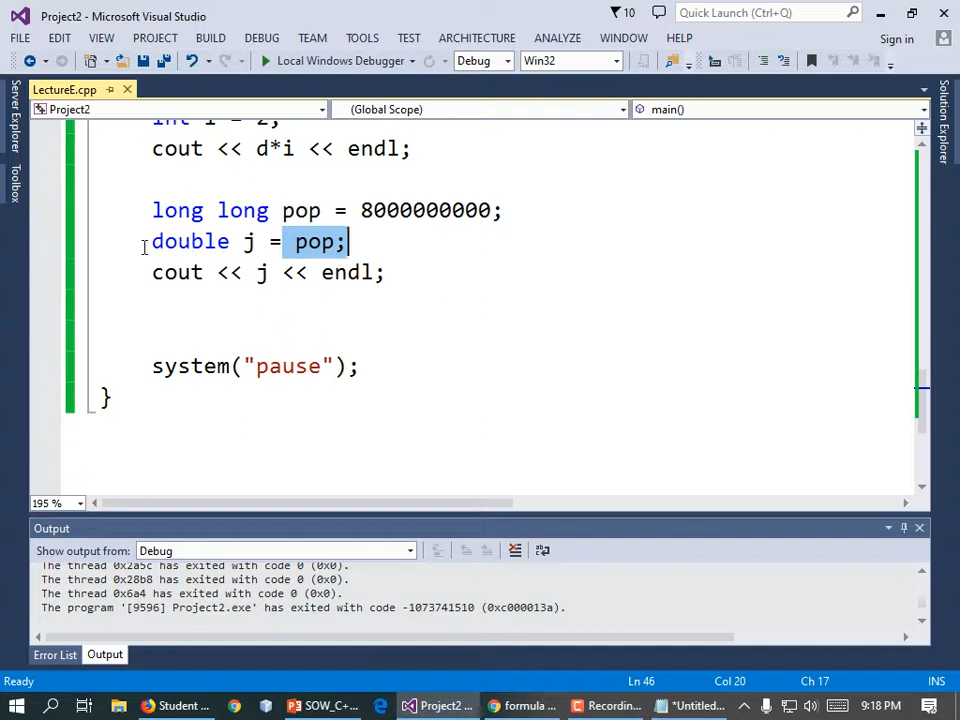 Project2 - Microsoft Visual Studio
10
Quick Launch (Ctrl+Q)
FILE EDIT VIEW PROJECT BUILD DEBUG TEAM TOOLS TEST ARCHITECTURE ANALYZE WINDOW HELP
Sign in
Local Windows Debugger Debug Win32
LectureE.cpp
Project2 (Global Scope) main()
Server Explorer
Toolbox
Solution Explorer
cout << d*i << endl;
long long pop = 8000000000;
double j = pop;
cout << j << endl;
system("pause");
}
195 %
Output
Show output from: Debug
The thread 0x2a5c has exited with code 0 (0x0).
The thread 0x28b8 has exited with code 0 (0x0).
The thread 0x6a4 has exited with code 0 (0x0).
The program '[9596] Project2.exe' has exited with code -1073741510 (0xc000013a).
Error List Output
Ready Ln 46 Col 20 Ch 17 INS
Student ... SOW_C+... Project2 ... formula ... Recordin... *Untitled... 9:18 PM